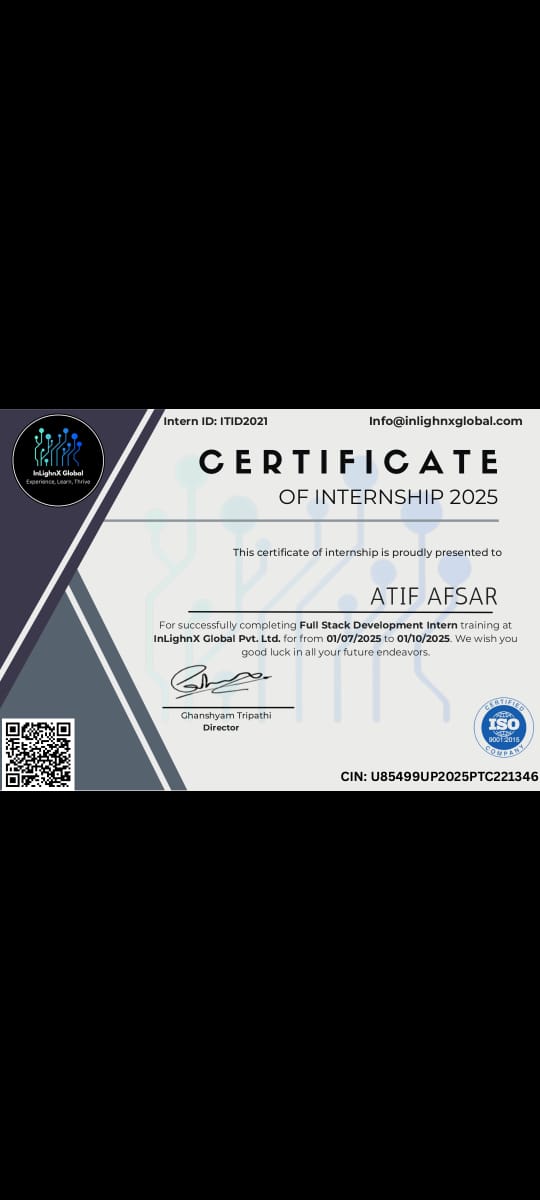 Intern ID: ITID2021
Info@inlighnxglobal.com
InLighnX Global
Experience, Learn, Thrive
CERTIFICATE
OF INTERNSHIP 2025
This certificate of internship is proudly presented to
ATIF AFSAR
For successfully completing Full Stack Development Intern training at
InLighnX Global Pvt. Ltd. for from 01/07/2025 to 01/10/2025. We wish you
good luck in all your future endeavors.
Ghanshyam Tripathi
Director
CERTIFIED
ISO
9001:2015
COMPANY
CIN: U85499UP2025PTC221346